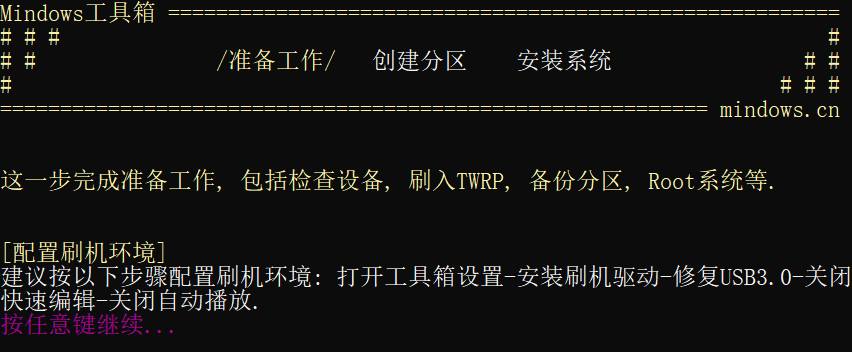 Mindows工具箱 ========================================================
# # #                                                                #
# #               /准备工作/   创建分区    安装系统                # #
#                                                                # # #
=========================================================== mindows.cn
这一步完成准备工作, 包括检查设备, 刷入TWRP, 备份分区, Root系统等.
[配置刷机环境]
建议按以下步骤配置刷机环境: 打开工具箱设置-安装刷机驱动-修复USB3.0-关闭
快速编辑-关闭自动播放.
按任意键继续...